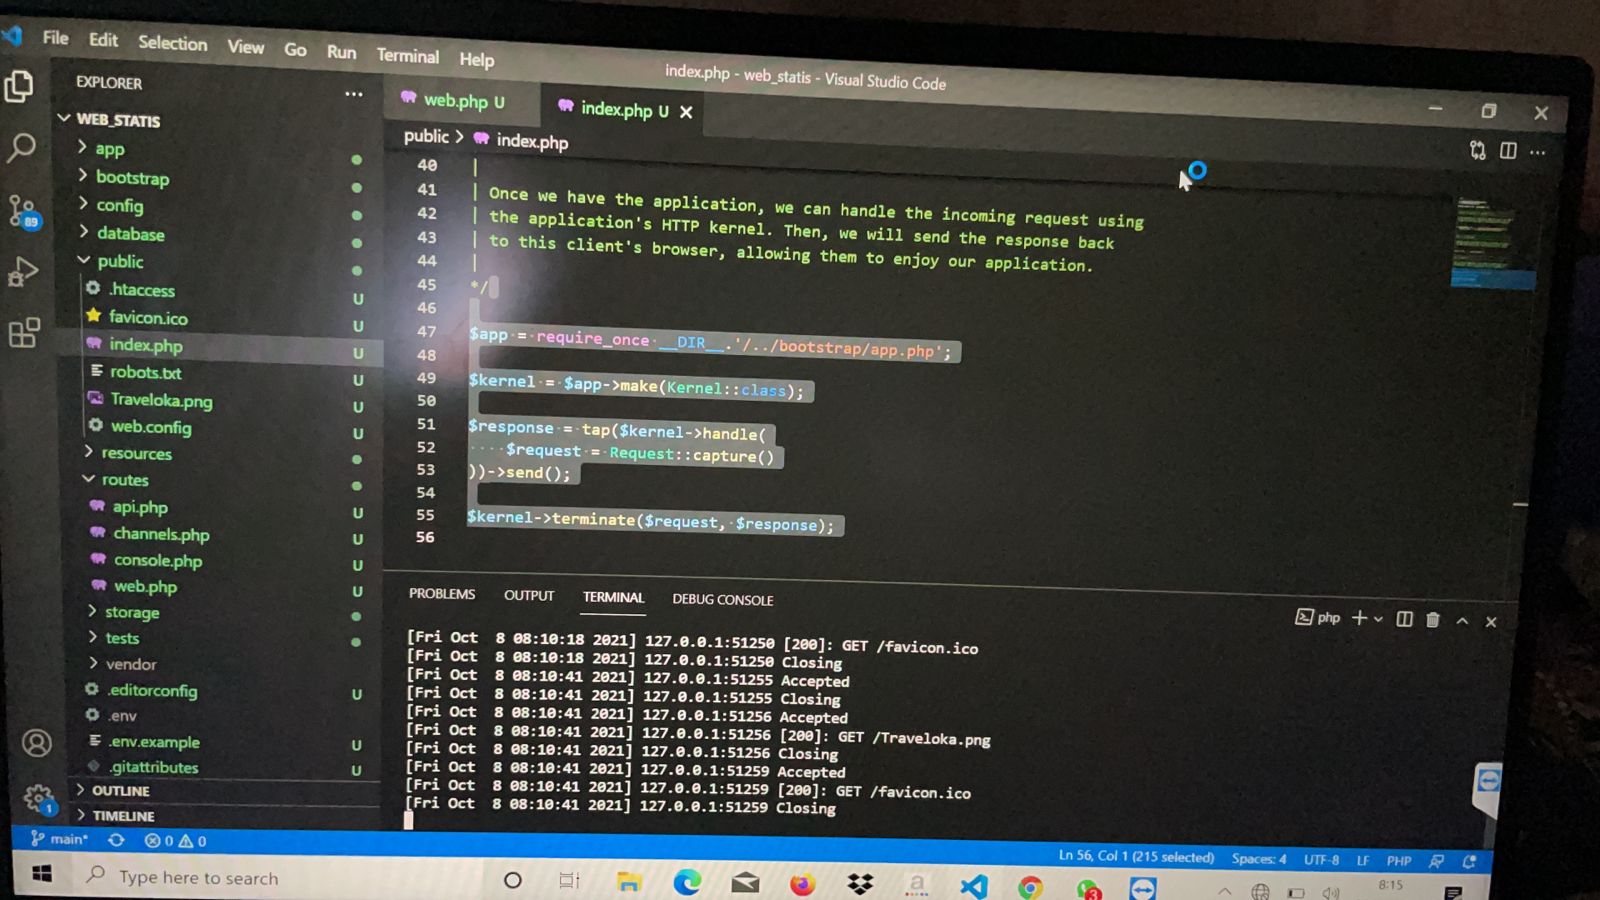 File Edit Selection View Go Run Terminal Help
index.php - web_statis - Visual Studio Code
EXPLORER
...
WEB_STATIS
app
bootstrap
config
database
public
.htaccess U
favicon.ico U
index.php U
robots.txt U
Traveloka.png U
web.config U
resources
routes
api.php U
channels.php U
console.php U
web.php U
storage
tests
vendor
.editorconfig U
.env
.env.example U
.gitattributes U
OUTLINE
TIMELINE
89
1
web.php U
index.php U
public > index.php
40 |
41 | Once we have the application, we can handle the incoming request using
42 | the application's HTTP kernel. Then, we will send the response back
43 | to this client's browser, allowing them to enjoy our application.
44 |
45 */
46
47 $app = require_once __DIR__.'/../bootstrap/app.php';
48
49 $kernel = $app->make(Kernel::class);
50
51 $response = tap($kernel->handle(
52 $request = Request::capture()
53 ))->send();
54
55 $kernel->terminate($request, $response);
56
PROBLEMS OUTPUT TERMINAL DEBUG CONSOLE
php
[Fri Oct 8 08:10:18 2021] 127.0.0.1:51250 [200]: GET /favicon.ico
[Fri Oct 8 08:10:18 2021] 127.0.0.1:51250 Closing
[Fri Oct 8 08:10:41 2021] 127.0.0.1:51255 Accepted
[Fri Oct 8 08:10:41 2021] 127.0.0.1:51255 Closing
[Fri Oct 8 08:10:41 2021] 127.0.0.1:51256 Accepted
[Fri Oct 8 08:10:41 2021] 127.0.0.1:51256 [200]: GET /Traveloka.png
[Fri Oct 8 08:10:41 2021] 127.0.0.1:51256 Closing
[Fri Oct 8 08:10:41 2021] 127.0.0.1:51259 Accepted
[Fri Oct 8 08:10:41 2021] 127.0.0.1:51259 [200]: GET /favicon.ico
[Fri Oct 8 08:10:41 2021] 127.0.0.1:51259 Closing
main* 0 0
Ln 56, Col 1 (215 selected) Spaces: 4 UTF-8 LF PHP
Type here to search
a
3
8:15